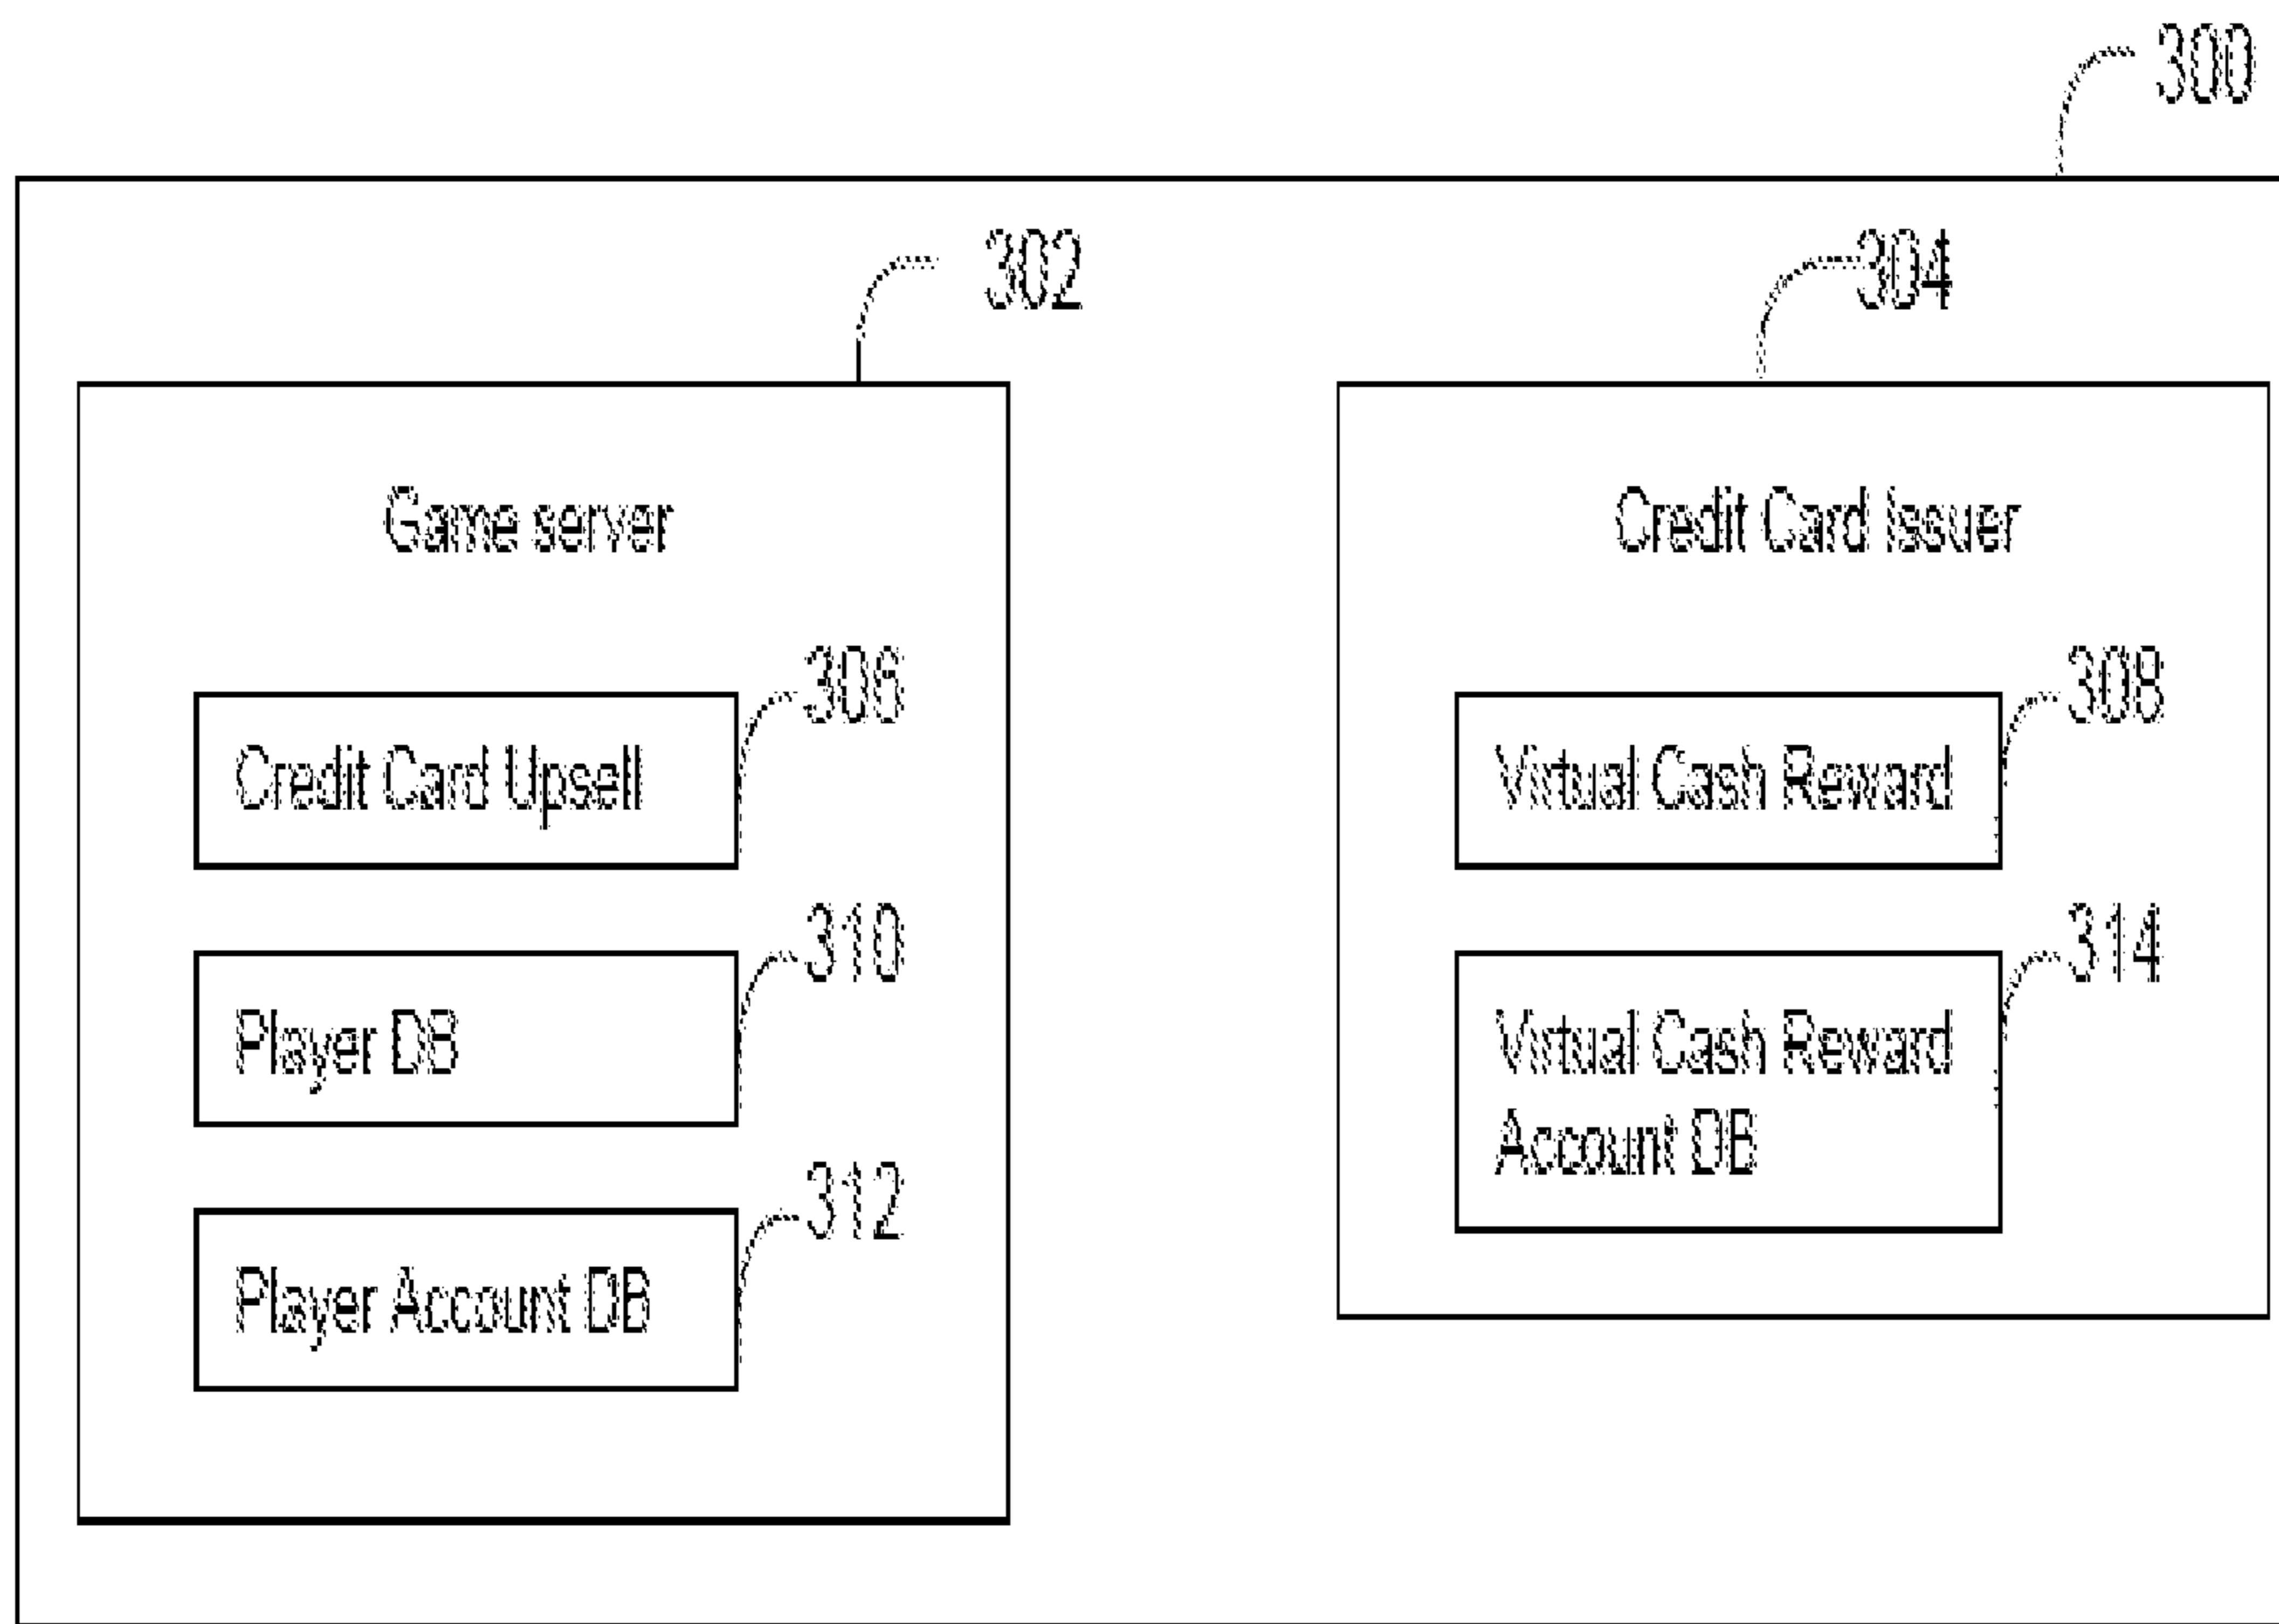 300
302
304
Game server
Credit Card Issuer
306
308
Credit Card Upsell
Virtual Cash Reward
310
314
Player DB
Virtual Cash Reward
Account DB
312
Player Account DB